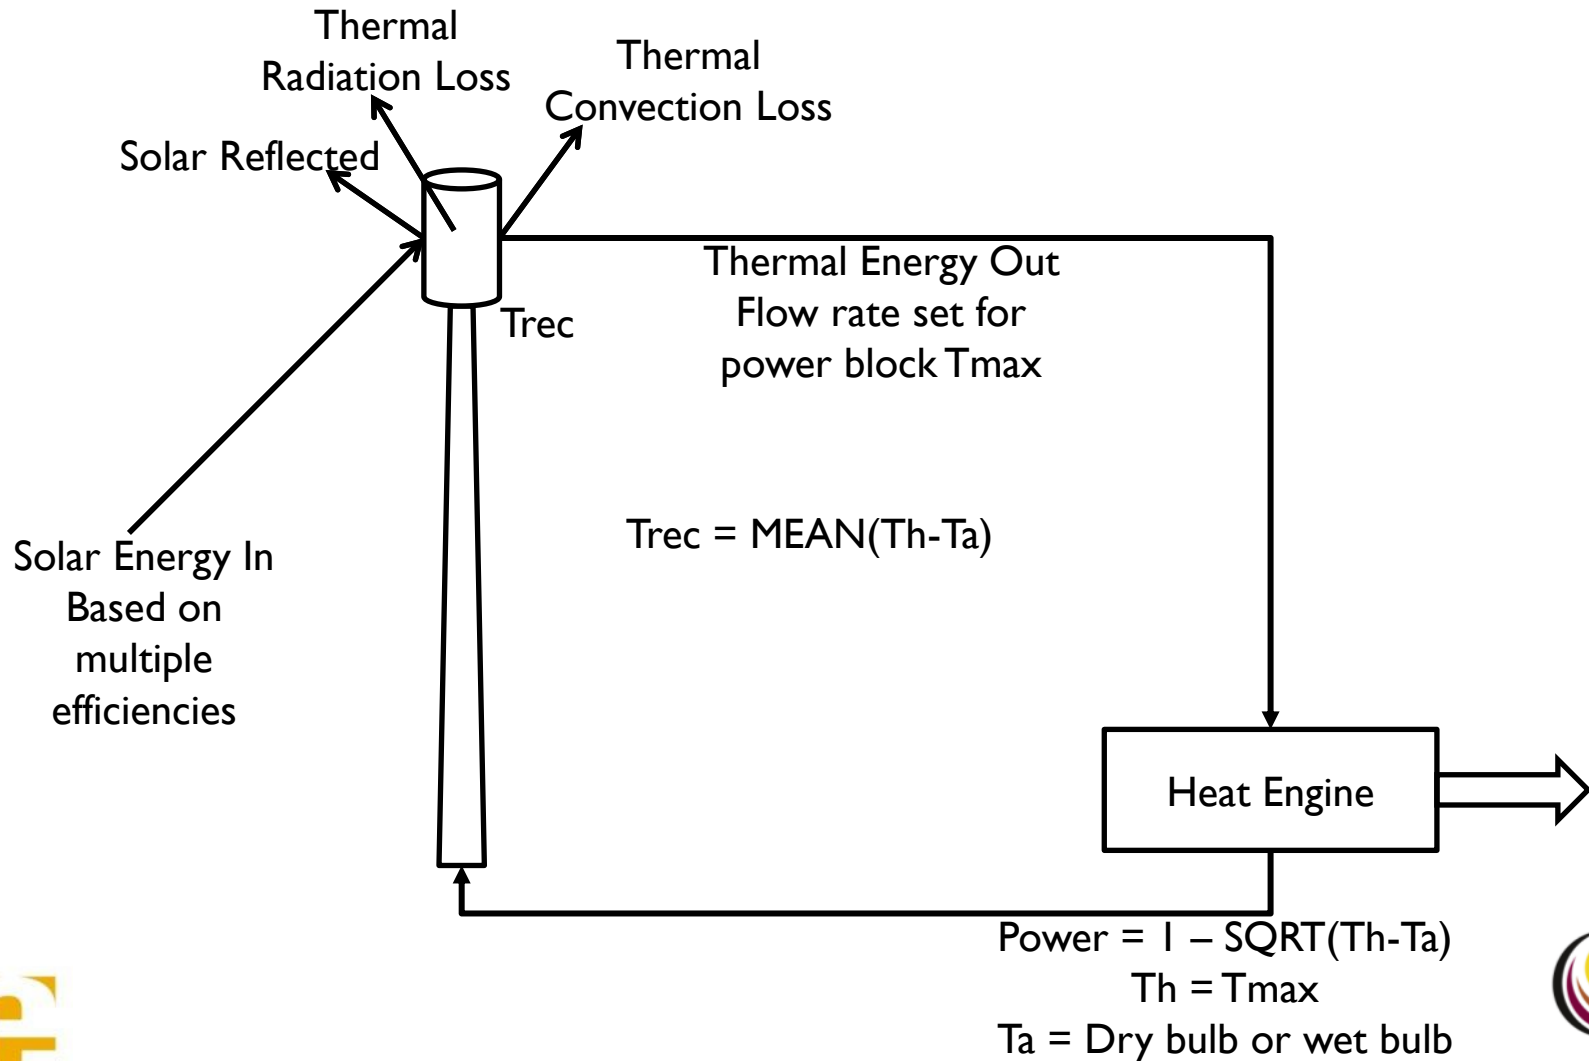 Thermal
Radiation Loss
Thermal
Convection Loss
Solar Reflected
Thermal Energy Out
Flow rate set for
power block Tmax
Trec
Trec = MEAN(Th-Ta)
Solar Energy In
Based on
multiple
efficiencies
Heat Engine
Power = 1 – SQRT(Th-Ta)
Th = Tmax
Ta = Dry bulb or wet bulb